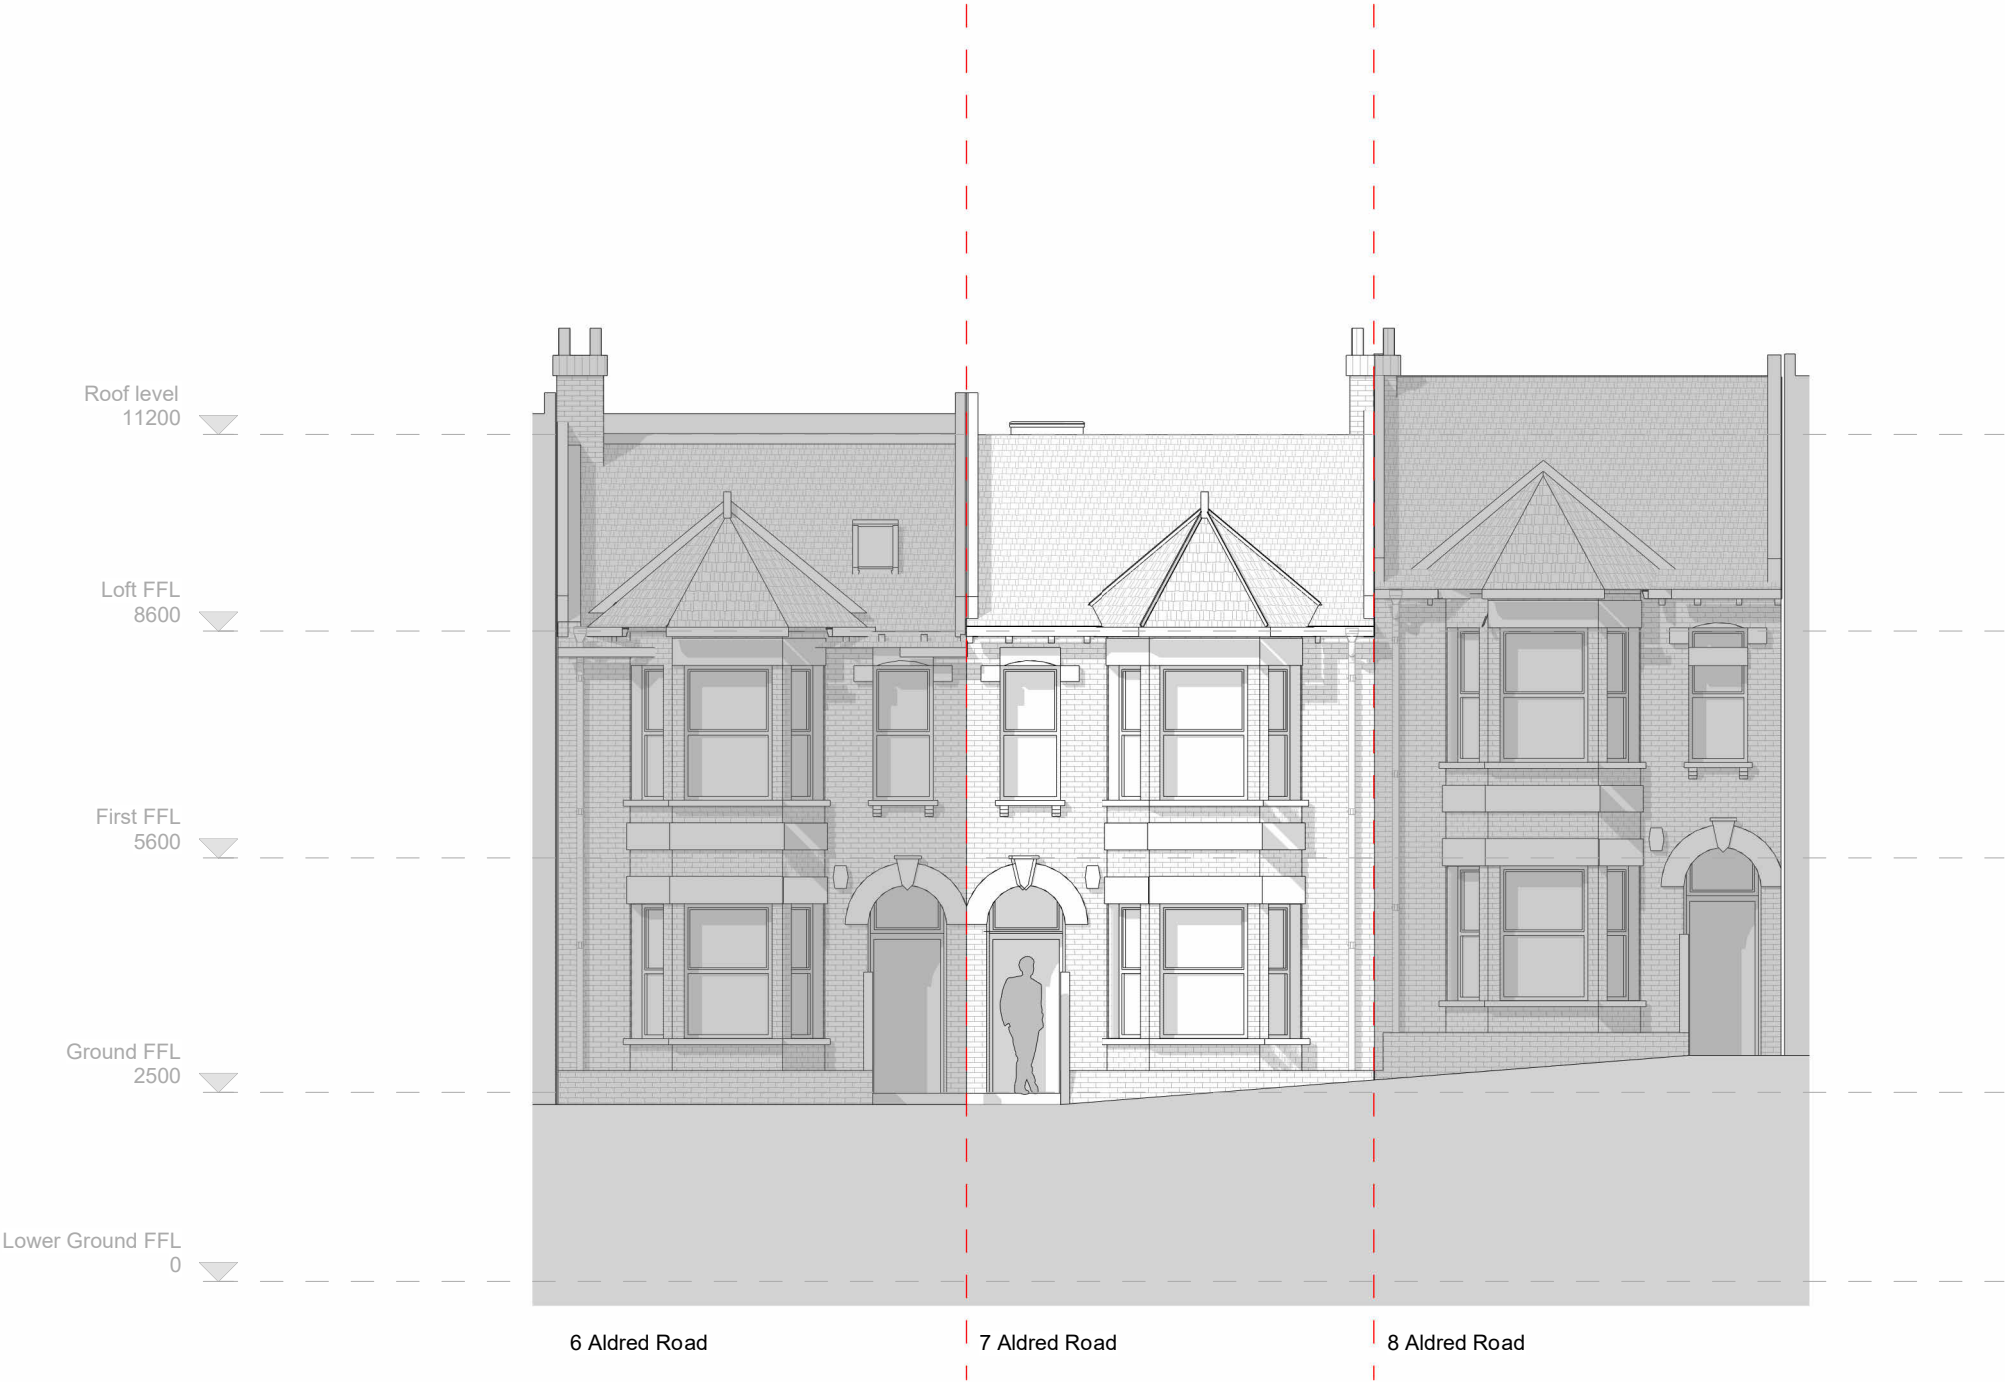 Roof level
11200
Loft FFL
8600
First FFL
5600
Ground FFL
2500
Lower Ground FFL
0
6 Aldred Road
7 Aldred Road
8 Aldred Road